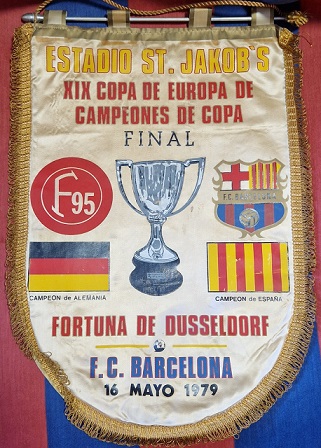 ESTADIO ST. JAKOB'S
XIX COPA DE EUROPA DE
CAMPEONES DE COPA
FINAL
F95
F.C. BARCELONA
CAMPEON de ALEMANIA
CAMPEON de ESPAÑA
FORTUNA DE DUSSELDORF
F.C. BARCELONA
16 MAYO 1979